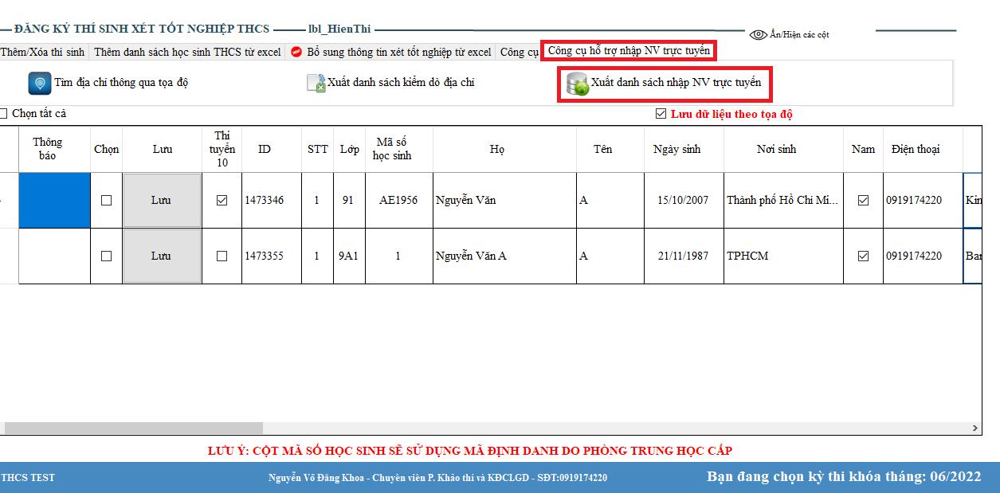 ĐĂNG KÝ THÍ SINH XÉT TỐT NGHIỆP THCS lbl_HienThi
Ẩn/Hiện các cột
Thêm/Xóa thí sinh Thêm danh sách học sinh THCS từ excel Bổ sung thông tin xét tốt nghiệp từ excel Công cụ Công cụ hỗ trợ nhập NV trực tuyến
Tìm địa chỉ thông qua tọa độ Xuất danh sách kiểm dò địa chỉ Xuất danh sách nhập NV trực tuyến
Chọn tất cả Lưu dữ liệu theo tọa độ
Thông báo Chọn Lưu Thi tuyển 10 ID STT Lớp Mã số học sinh Họ Tên Ngày sinh Nơi sinh Nam Điện thoại
Lưu 1473346 1 91 AE1956 Nguyễn Văn A 15/10/2007 Thành phố Hồ Chí Mi... 0919174220 Kin
Lưu 1473355 1 9A1 1 Nguyễn Văn A A 21/11/1987 TPHCM 0919174220 Bar
LƯU Ý: CỘT MÃ SỐ HỌC SINH SẼ SỬ DỤNG MÃ ĐỊNH DANH DO PHÒNG TRUNG HỌC CẤP
THCS TEST Nguyễn Võ Đăng Khoa - Chuyên viên P. Khảo thí và KĐCLGD - SĐT:0919174220 Bạn đang chọn kỳ thi khóa tháng: 06/2022